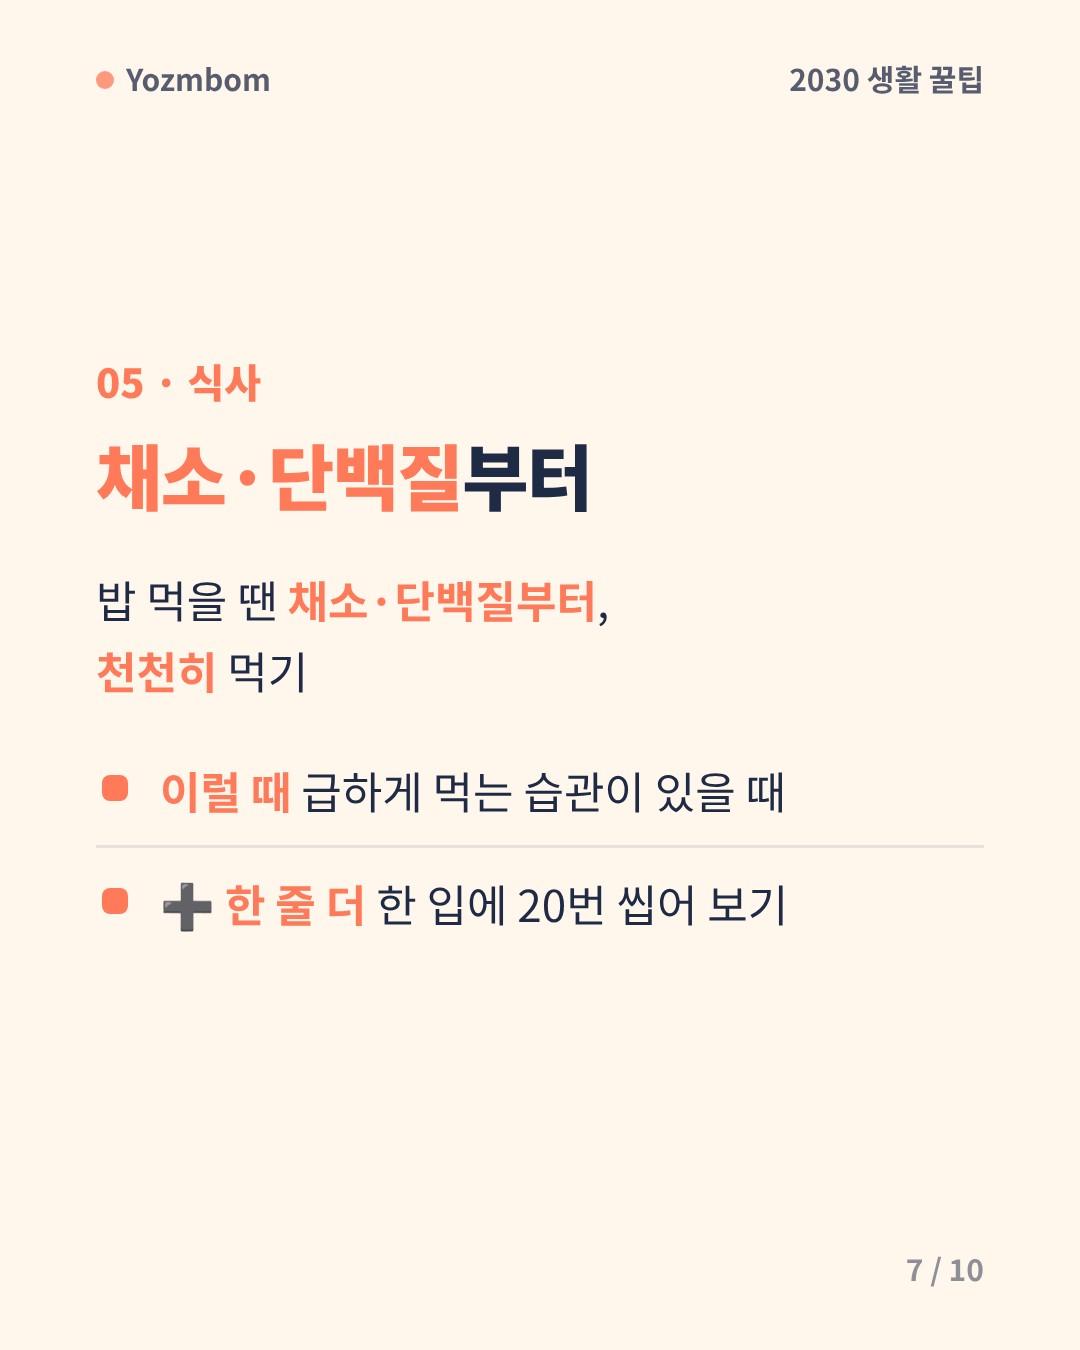 Yozmbom
2030 생활 꿀팁
05 · 식사
채소·단백질부터
밥 먹을 땐 채소·단백질부터,
천천히 먹기
이럴 때 급하게 먹는 습관이 있을 때
➕ 한 줄 더 한 입에 20번 씹어 보기
7 / 10